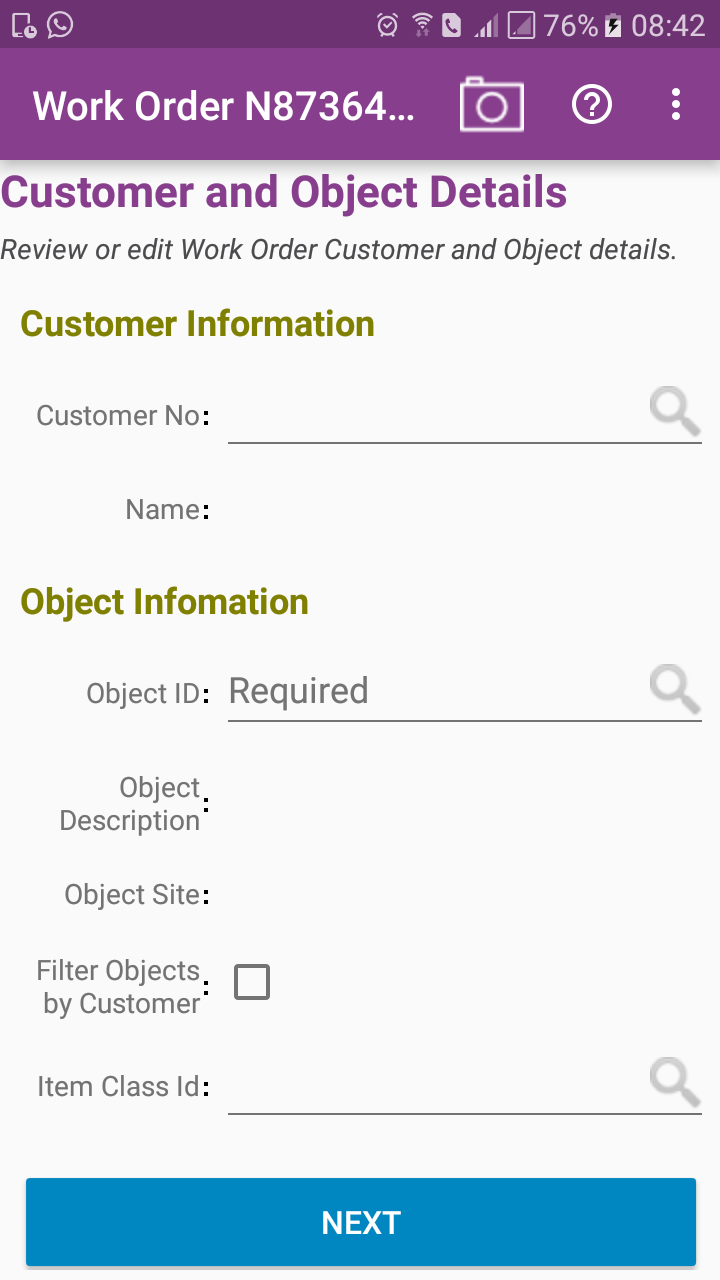 76% 08:42
Work Order N87364...
Customer and Object Details
Review or edit Work Order Customer and Object details.
Customer Information
Customer No:
Name:
Object Infomation
Object ID: Required
Object
Description:
Object Site:
Filter Objects
by Customer:
Item Class Id:
NEXT